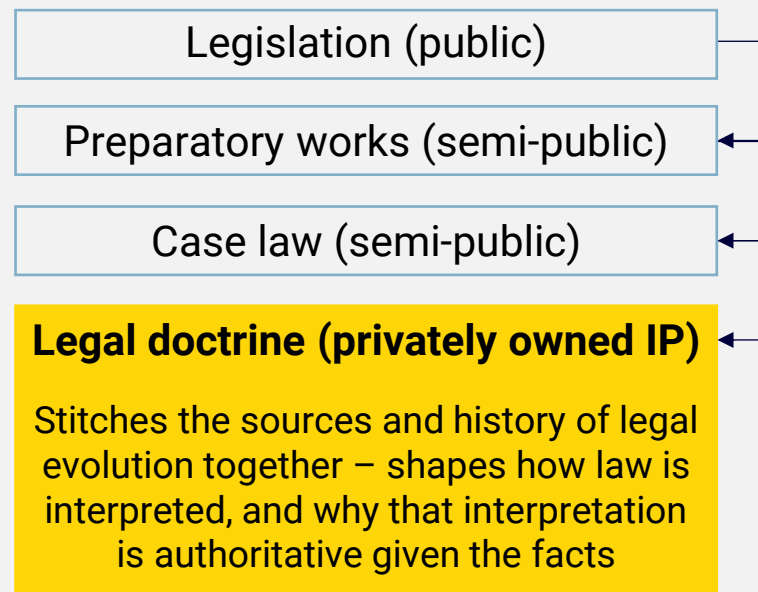 Legislation (public)
Preparatory works (semi-public)
Case law (semi-public)
Legal doctrine (privately owned IP)
Stitches the sources and history of legal
evolution together – shapes how law is
interpreted, and why that interpretation
is authoritative given the facts